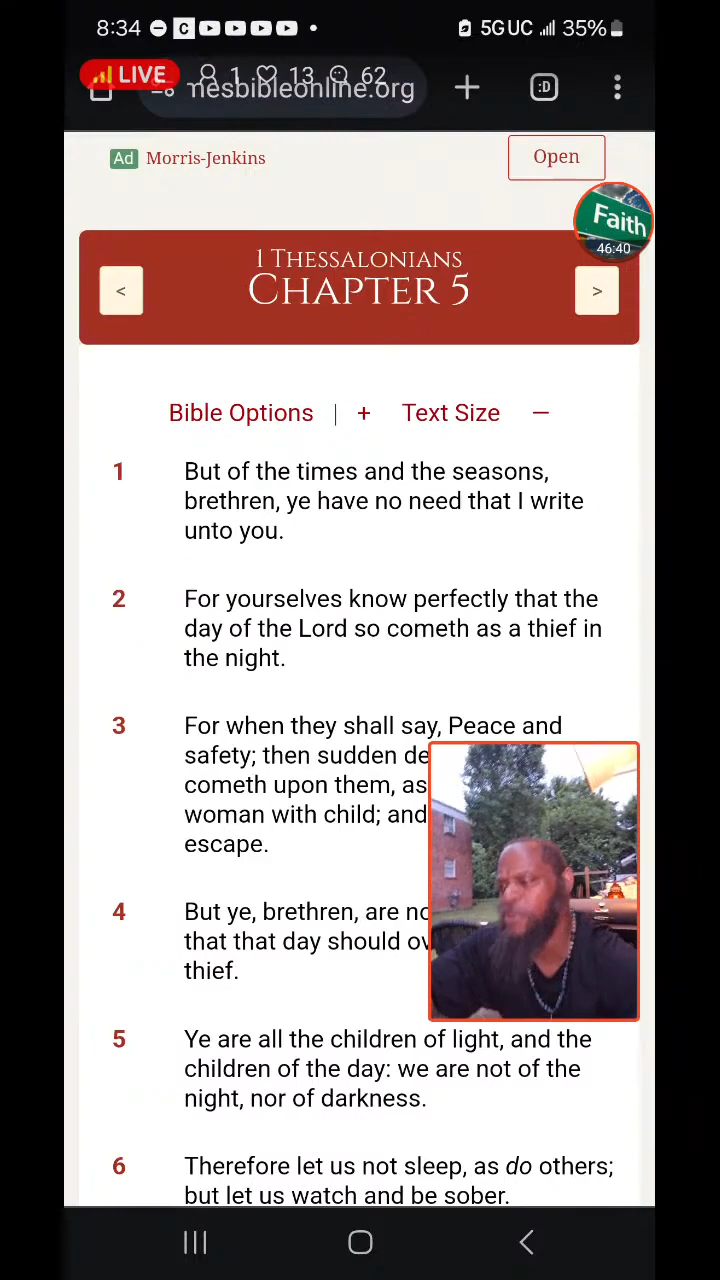 8:34 C 5G UC 35%
LIVE 1 13 62
nesbibleonline.org
:D
Ad Morris-Jenkins
Open
Faith
46:40
1 THESSALONIANS
CHAPTER 5
< >
Bible Options | + Text Size —
1 But of the times and the seasons,
brethren, ye have no need that I write
unto you.
2 For yourselves know perfectly that the
day of the Lord so cometh as a thief in
the night.
3 For when they shall say, Peace and
safety; then sudden de
cometh upon them, as
woman with child; and
escape.
4 But ye, brethren, are no
that that day should ov
thief.
5 Ye are all the children of light, and the
children of the day: we are not of the
night, nor of darkness.
6 Therefore let us not sleep, as do others;
but let us watch and be sober.